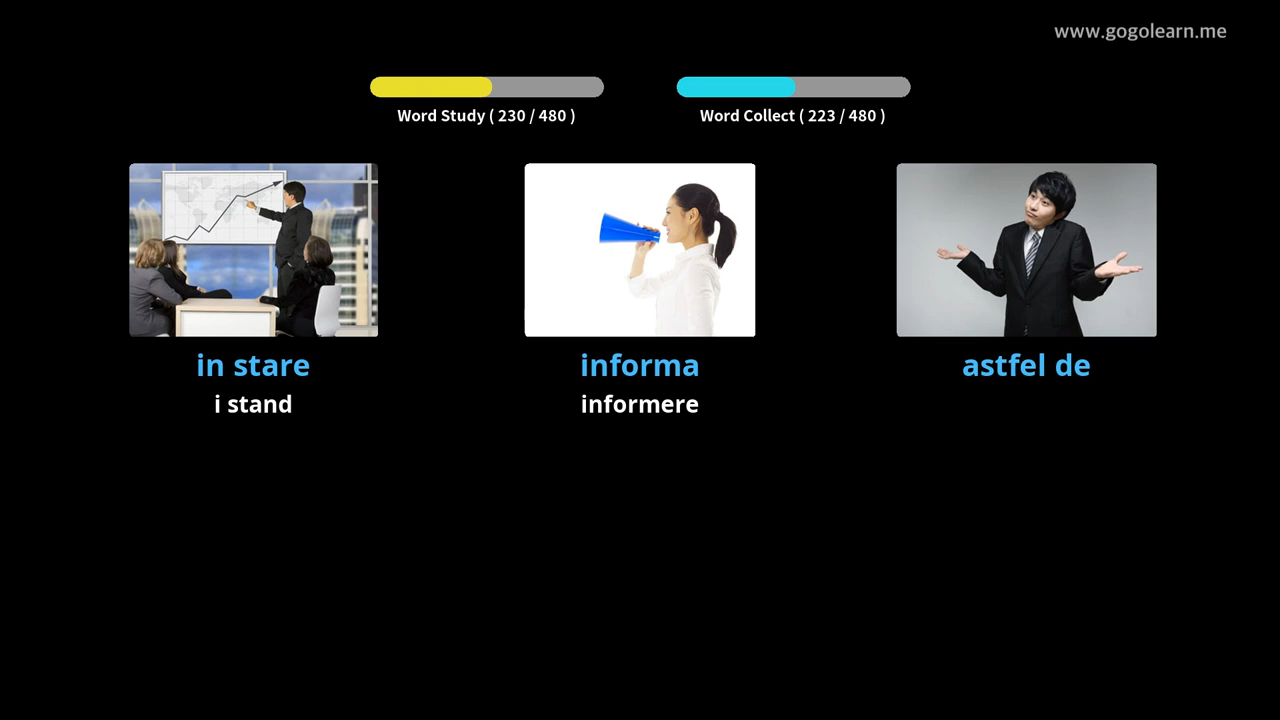 www.gogolearn.me
Word Study ( 230 / 480 )
Word Collect ( 223 / 480 )
in stare
i stand
informa
informere
astfel de